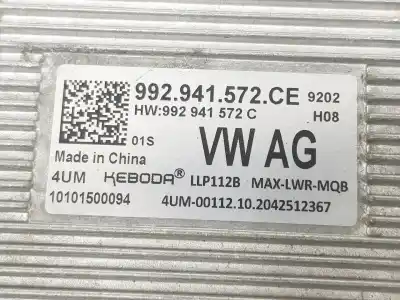 992.941.572.CE 9202
HW:992 941 572 C H08
01S VW AG
Made in China
4UM KEBODA® LLP112B MAX-LWR-MQB
10101500094 4UM-00112.10.2042512367